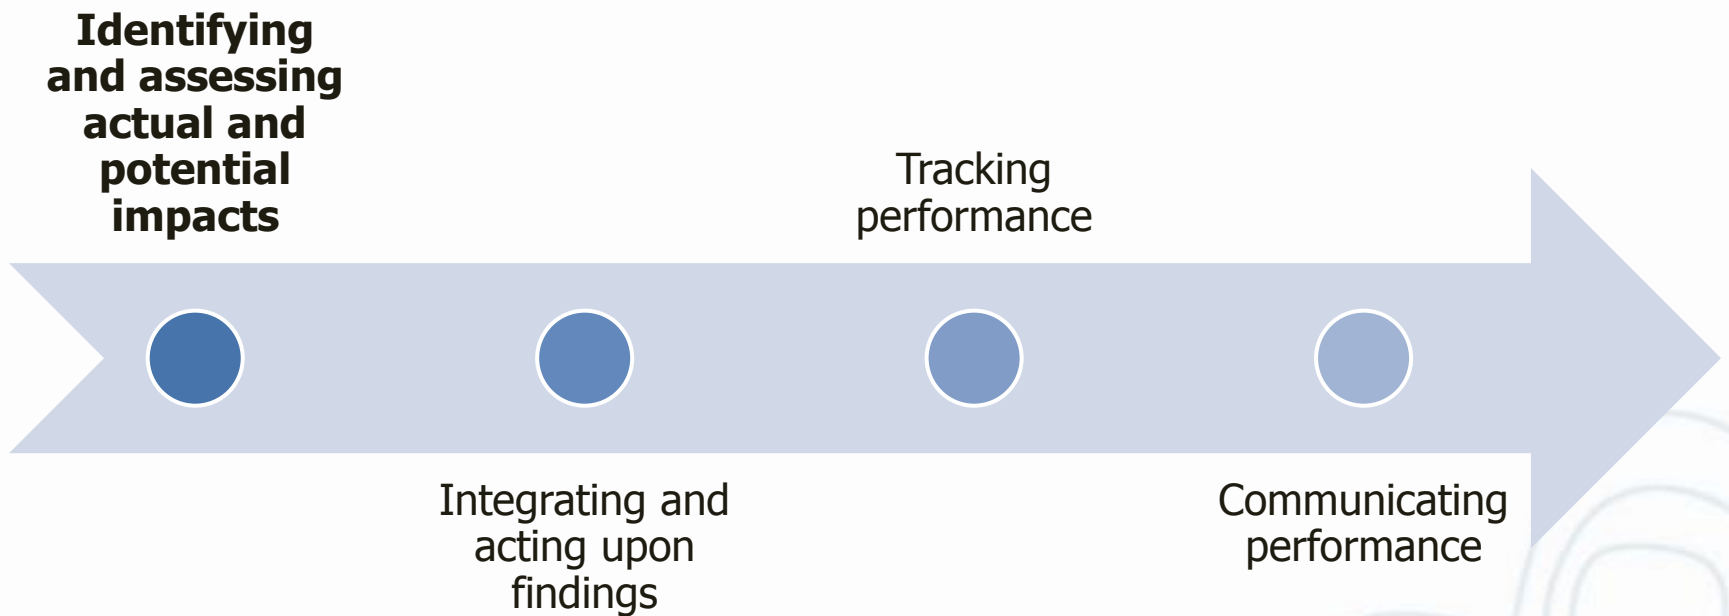 Identifying
and assessing
actual and
potential
impacts
Integrating and
acting upon
findings
Tracking
performance
Communicating
performance